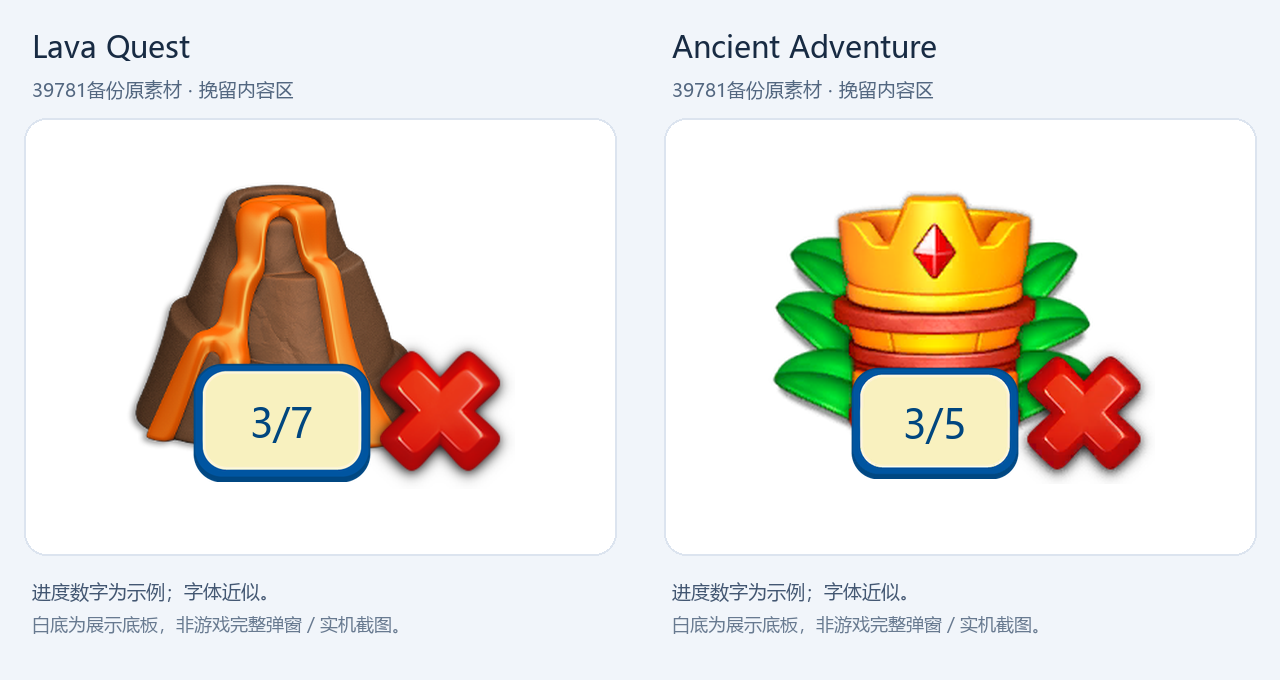 Lava Quest
39781备份原素材 · 挽留内容区
3/7
进度数字为示例；字体近似。
白底为展示底板，非游戏完整弹窗 / 实机截图。
Ancient Adventure
39781备份原素材 · 挽留内容区
3/5
进度数字为示例；字体近似。
白底为展示底板，非游戏完整弹窗 / 实机截图。